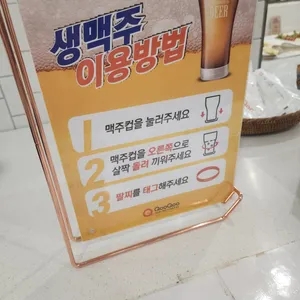 BEER
생맥주
이용방법
1 맥주컵을 눌러주세요
2 맥주컵을 오른쪽으로
살짝 돌려 끼워주세요
3 팔찌를 태그해주세요